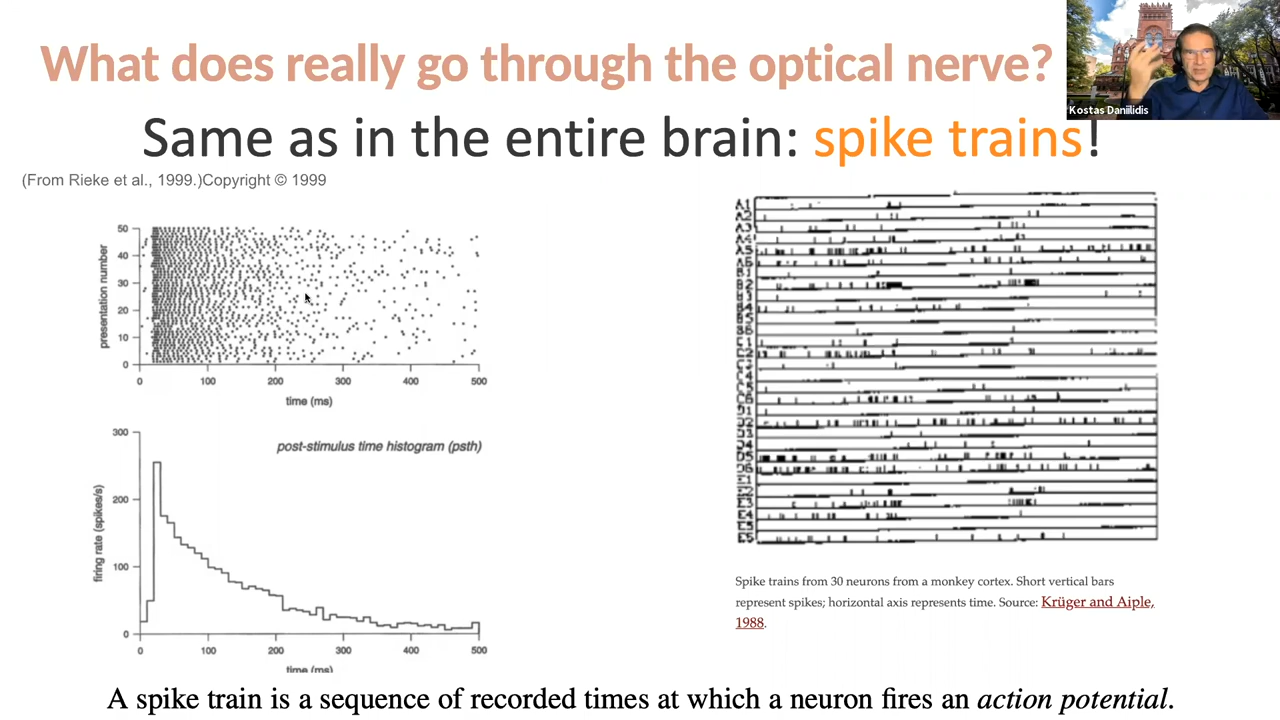 What does really go through the optical nerve?
Kostas Daniilidis
Same as in the entire brain: spike trains!
(From Rieke et al., 1999.)Copyright © 1999
presentation number
50
40
30
20
10
0
0 100 200 300 400 500
time (ms)
post-stimulus time histogram (psth)
firing rate (spikes/s)
300
200
100
0
0 100 200 300 400 500
time (ms)
A1
A2
A3
A4
A5
A6
B1
B2
B3
B4
B5
B6
C1
C2
C3
C4
C5
C6
D1
D2
D3
D4
D5
D6
E1
E2
E3
E4
E5
E6
Spike trains from 30 neurons from a monkey cortex. Short vertical bars
represent spikes; horizontal axis represents time. Source: Krüger and Aiple,
1988.
A spike train is a sequence of recorded times at which a neuron fires an action potential.